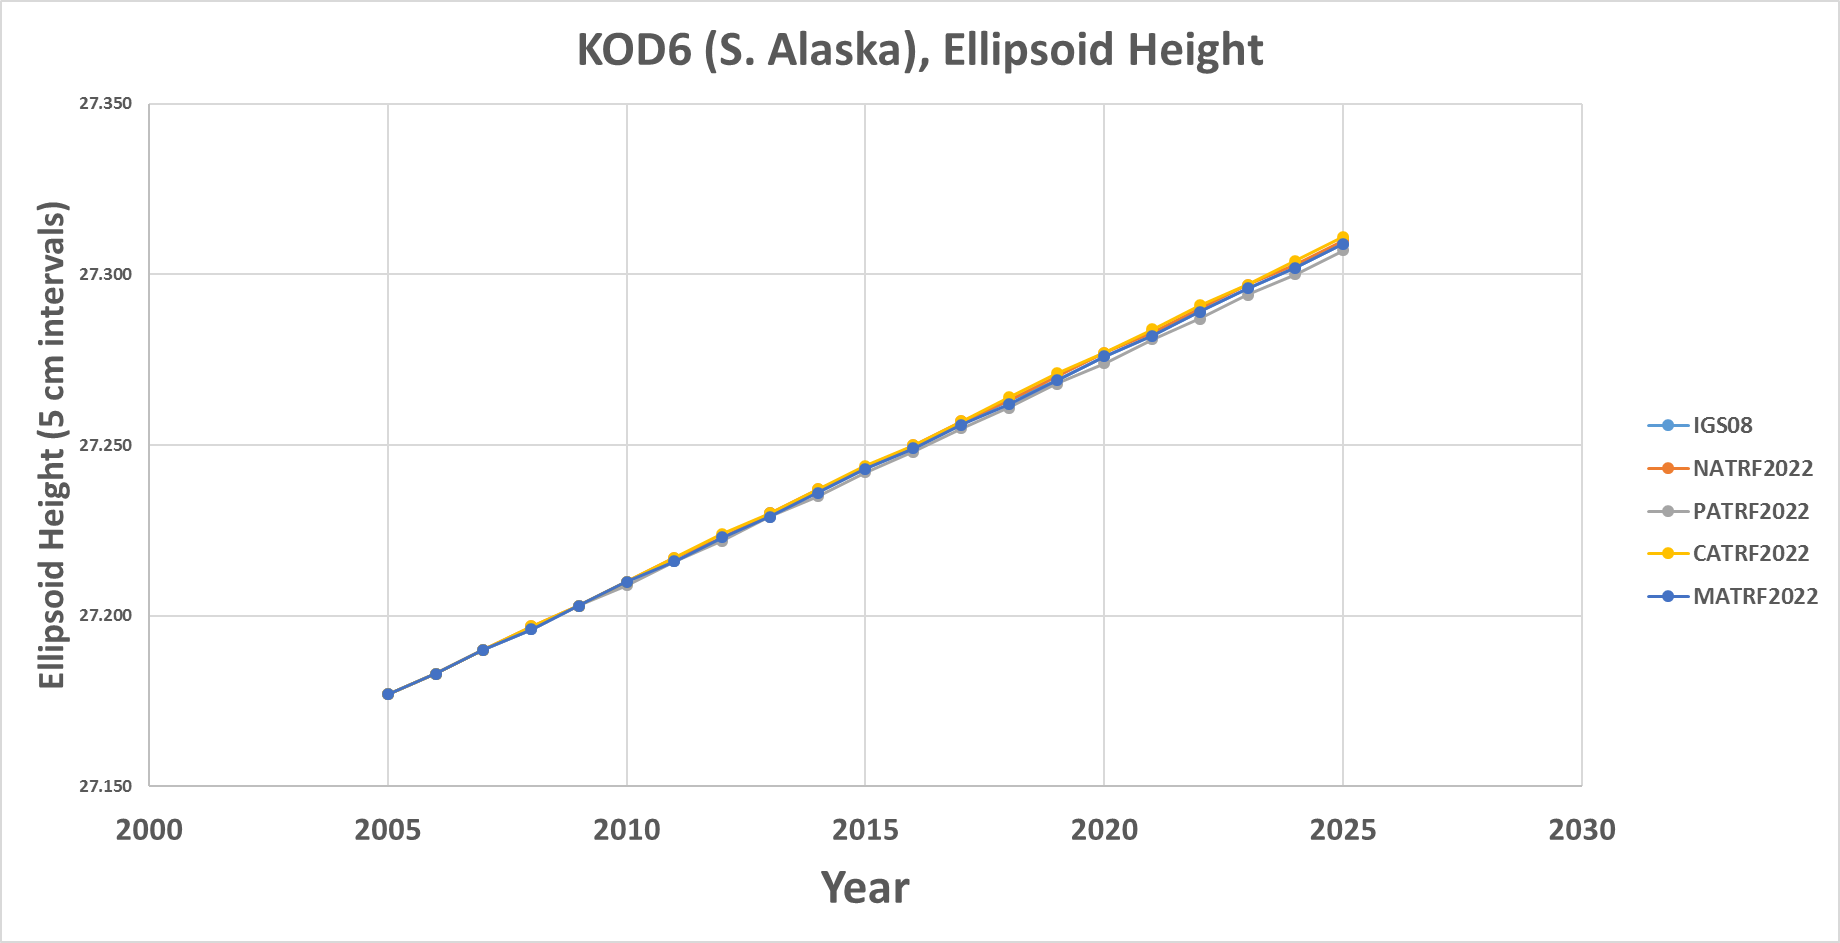 KOD6 (S. Alaska), Ellipsoid Height
27.350
27.300
27.250
27.200
27.150
Ellipsoid Height (5 cm intervals)
2000 2005 2010 2015 2020 2025 2030
Year
IGS08
NATRF2022
PATRF2022
CATRF2022
MATRF2022